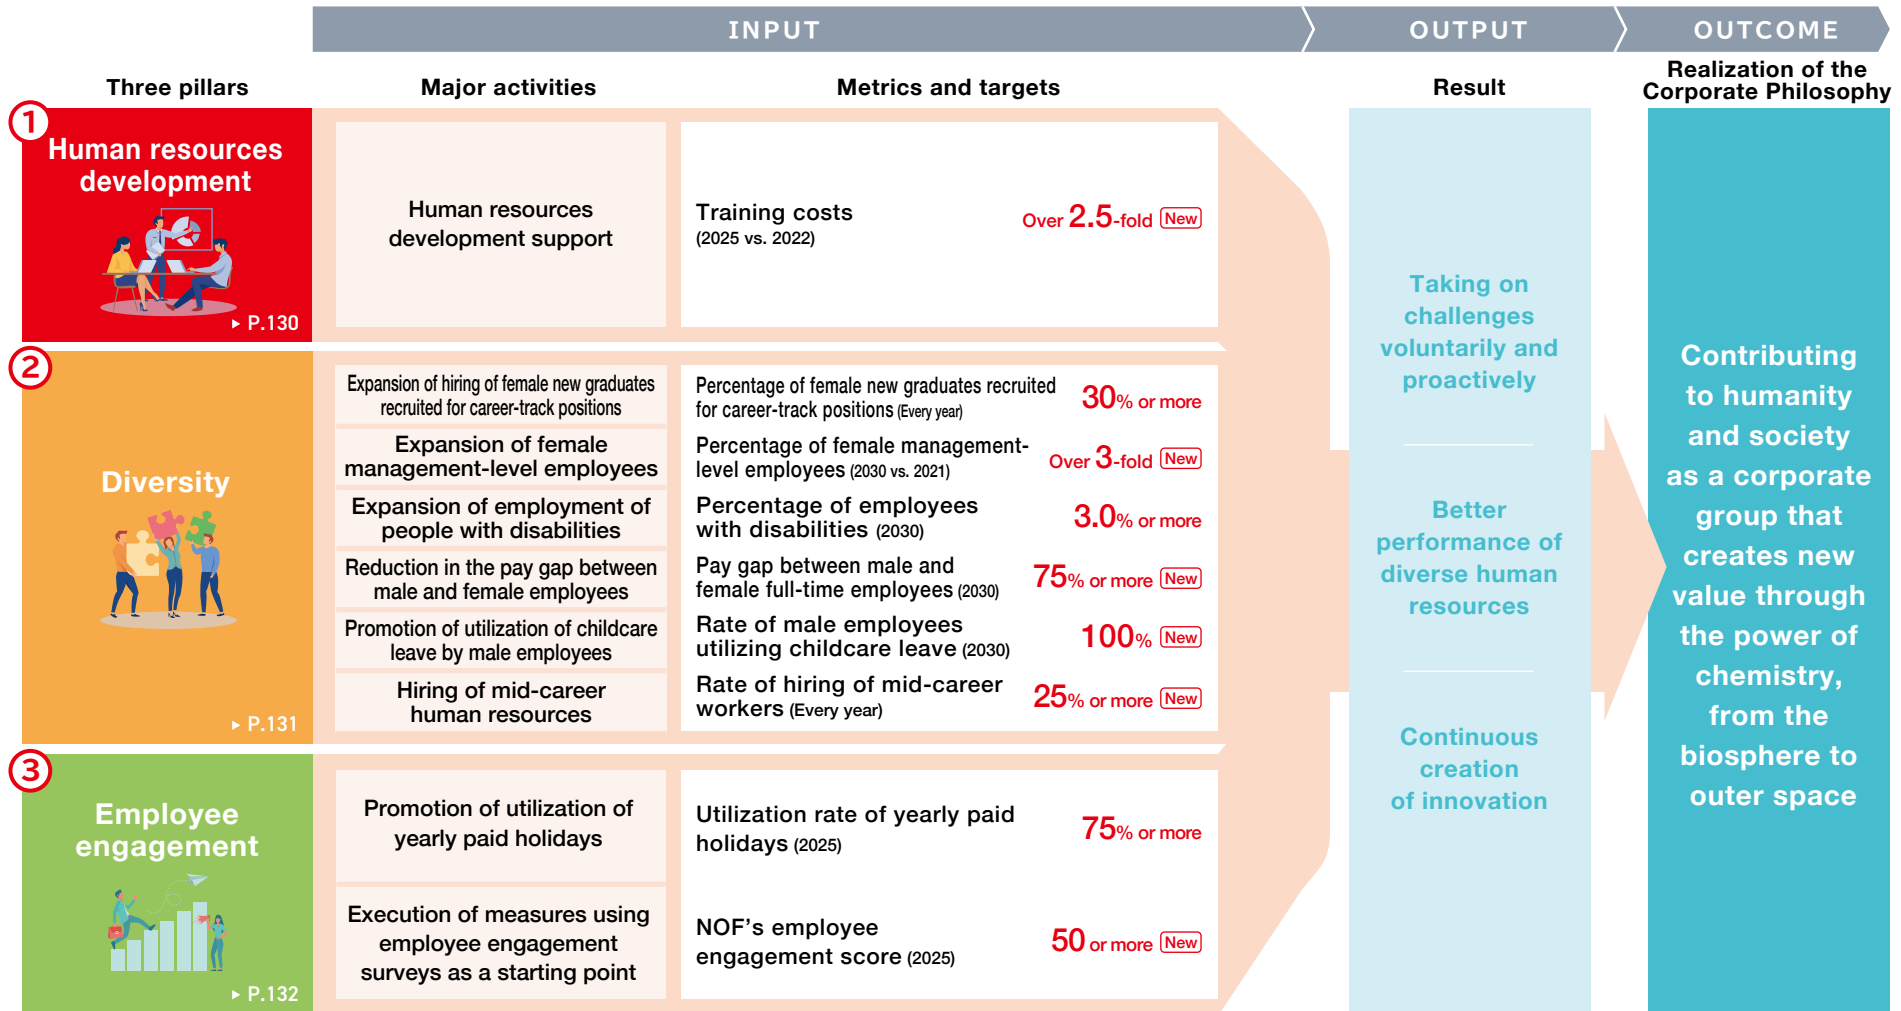 INPUT
OUTPUT
OUTCOME
Three pillars
Major activities
Metrics and targets
Result
Realization of the
Corporate Philosophy
1
Human resources
development
P.130
Human resources
development support
Training costs
(2025 vs. 2022)
Over 2.5-fold New
2
Diversity
P.131
Expansion of hiring of female new graduates
recruited for career-track positions
Percentage of female new graduates recruited
for career-track positions (Every year)
30% or more
Expansion of female
management-level employees
Percentage of female management-
level employees (2030 vs. 2021)
Over 3-fold New
Expansion of employment of
people with disabilities
Percentage of employees
with disabilities (2030)
3.0% or more
Reduction in the pay gap between
male and female employees
Pay gap between male and
female full-time employees (2030)
75% or more New
Promotion of utilization of childcare
leave by male employees
Rate of male employees
utilizing childcare leave (2030)
100% New
Hiring of mid-career
human resources
Rate of hiring of mid-career
workers (Every year)
25% or more New
3
Employee
engagement
P.132
Promotion of utilization of
yearly paid holidays
Utilization rate of yearly paid
holidays (2025)
75% or more
Execution of measures using
employee engagement
surveys as a starting point
NOF's employee
engagement score (2025)
50 or more New
Taking on
challenges
voluntarily and
proactively
Better
performance of
diverse human
resources
Continuous
creation
of innovation
Contributing
to humanity
and society
as a corporate
group that
creates new
value through
the power of
chemistry,
from the
biosphere to
outer space